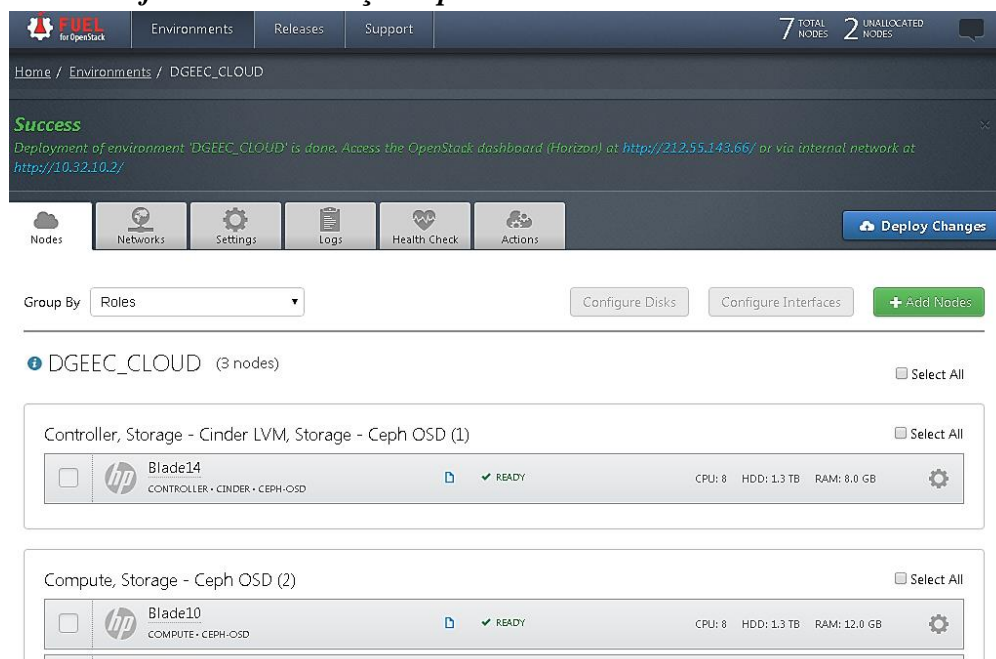 FUEL
for OpenStack
Environments
Releases
Support
7 TOTAL NODES
2 UNALLOCATED NODES
Home / Environments / DGEEC_CLOUD
Success
Deployment of environment 'DGEEC_CLOUD' is done. Access the OpenStack dashboard (Horizon) at http://212.55.143.66/ or via internal network at
http://10.32.10.2/
Nodes
Networks
Settings
Logs
Health Check
Actions
Deploy Changes
Group By Roles
Configure Disks
Configure Interfaces
+ Add Nodes
DGEEC_CLOUD (3 nodes)
Select All
Controller, Storage - Cinder LVM, Storage - Ceph OSD (1)
Select All
hp
Blade14
CONTROLLER • CINDER • CEPH-OSD
✔ READY
CPU: 8 HDD: 1.3 TB RAM: 8.0 GB
Compute, Storage - Ceph OSD (2)
Select All
hp
Blade10
COMPUTE • CEPH-OSD
✔ READY
CPU: 8 HDD: 1.3 TB RAM: 12.0 GB